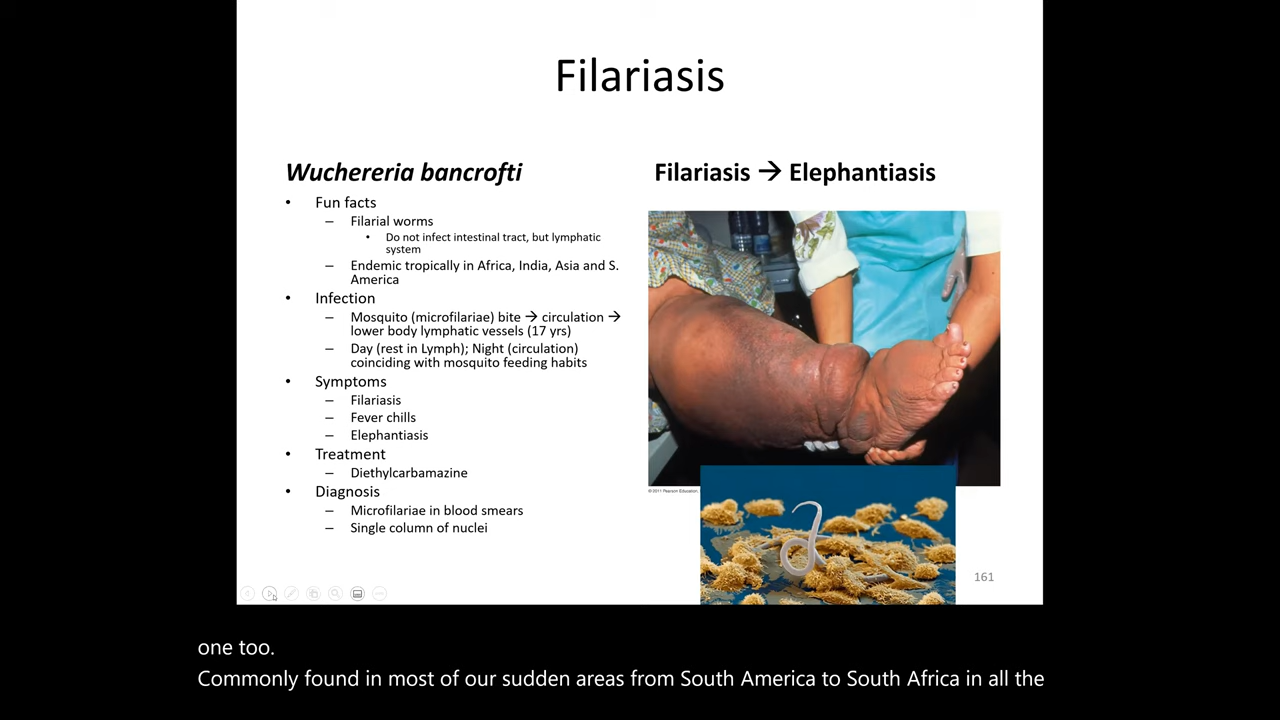 Filariasis
Wuchereria bancrofti
• Fun facts
– Filarial worms
• Do not infect intestinal tract, but lymphatic
system
– Endemic tropically in Africa, India, Asia and S.
America
• Infection
– Mosquito (microfilariae) bite → circulation →
lower body lymphatic vessels (17 yrs)
– Day (rest in Lymph); Night (circulation)
coinciding with mosquito feeding habits
• Symptoms
– Filariasis
– Fever chills
– Elephantiasis
• Treatment
– Diethylcarbamazine
• Diagnosis
– Microfilariae in blood smears
– Single column of nuclei
Filariasis → Elephantiasis
© 2011 Pearson Education,
161
one too.
Commonly found in most of our sudden areas from South America to South Africa in all the